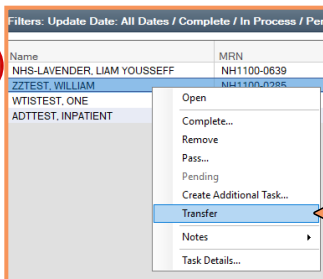 Filters: Update Date: All Dates / Complete / In Process / Per
Name MRN
NHS-LAVENDER, LIAM YOUSSEFF NH1100-0639
ZZTEST, WILLIAM NH1100-0285
WTISTEST, ONE
ADTTEST, INPATIENT
Open
Complete...
Remove
Pass...
Pending
Create Additional Task...
Transfer
Notes
Task Details...